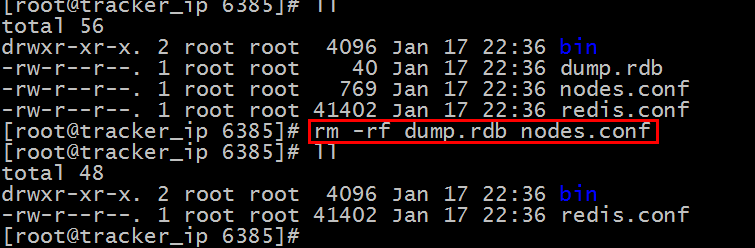 [root@tracker_ip 6385]# ll
total 56
drwxr-xr-x. 2 root root  4096 Jan 17 22:36 bin
-rw-r--r--. 1 root root    40 Jan 17 22:36 dump.rdb
-rw-r--r--. 1 root root   769 Jan 17 22:36 nodes.conf
-rw-r--r--. 1 root root 41402 Jan 17 22:36 redis.conf
[root@tracker_ip 6385]# rm -rf dump.rdb nodes.conf
[root@tracker_ip 6385]# ll
total 48
drwxr-xr-x. 2 root root  4096 Jan 17 22:36 bin
-rw-r--r--. 1 root root 41402 Jan 17 22:36 redis.conf
[root@tracker_ip 6385]#